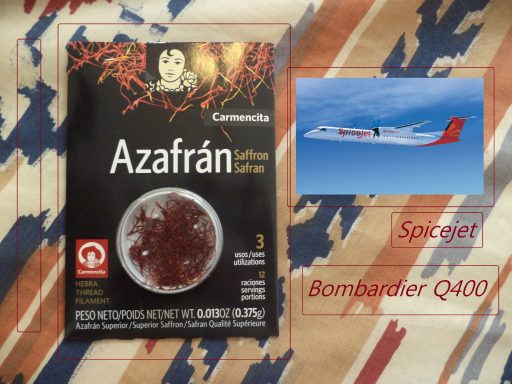 Carmencita
Azafrán
Saffron
Safran
3
usos/uses
utilizations
12
raciones
servings
portions
Carmencita
HEBRA
THREAD
FILAMENT
PESO NETO/POIDS NET/NET WT. 0.013OZ (0.375g)
Azafrán Superior/Superior Saffron/Safran Qualité Supérieure
Spicejet
Spicejet
Bombardier Q400